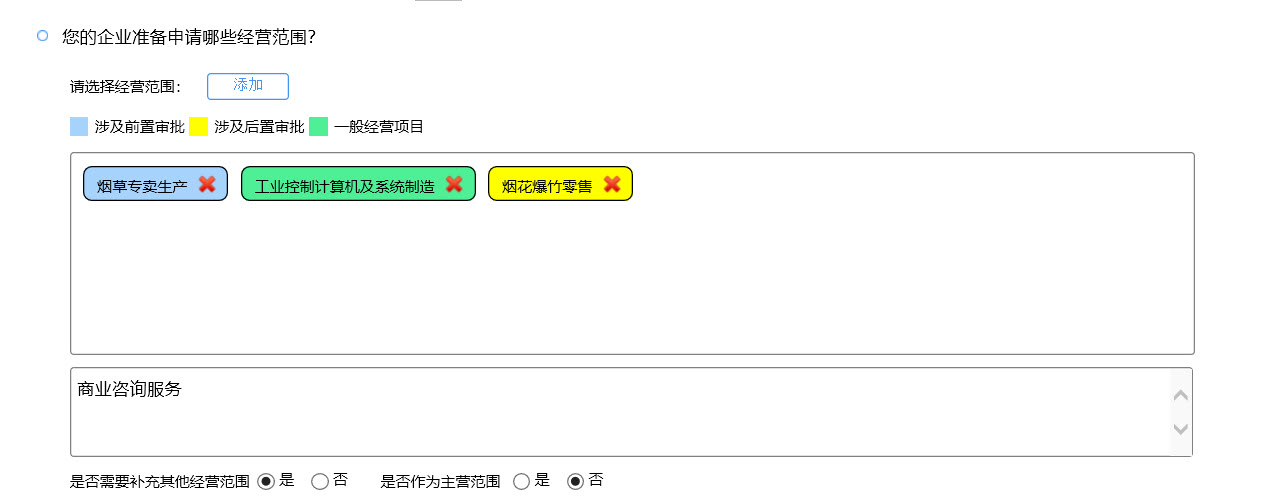 您的企业准备申请哪些经营范围?
请选择经营范围: 添加
涉及前置审批 涉及后置审批 一般经营项目
烟草专卖生产 工业控制计算机及系统制造 烟花爆竹零售
商业咨询服务
是否需要补充其他经营范围 是 否 是否作为主营范围 是 否